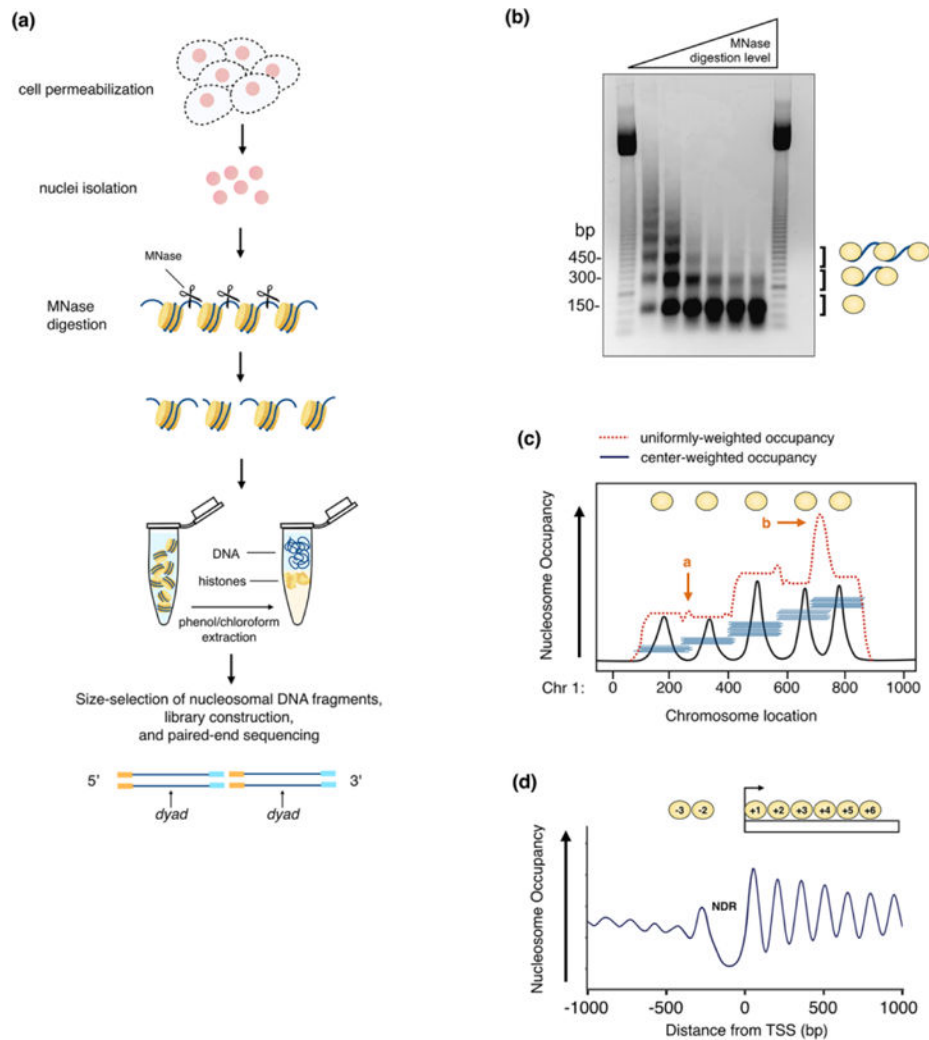 (a)
cell permeabilization
nuclei isolation
MNase
MNase
digestion
DNA
histones
phenol/chloroform
extraction
Size-selection of nucleosomal DNA fragments,
library construction,
and paired-end sequencing
5'
3'
dyad
dyad
(b)
MNase
digestion level
bp
450-
300-
150-
(c)
uniformly-weighted occupancy
center-weighted occupancy
Nucleosome Occupancy
a
b
Chr 1:
0 200 400 600 800 1000
Chromosome location
(d)
-3 -2 +1 +2 +3 +4 +5 +6
Nucleosome Occupancy
NDR
-1000 -500 0 500 1000
Distance from TSS (bp)